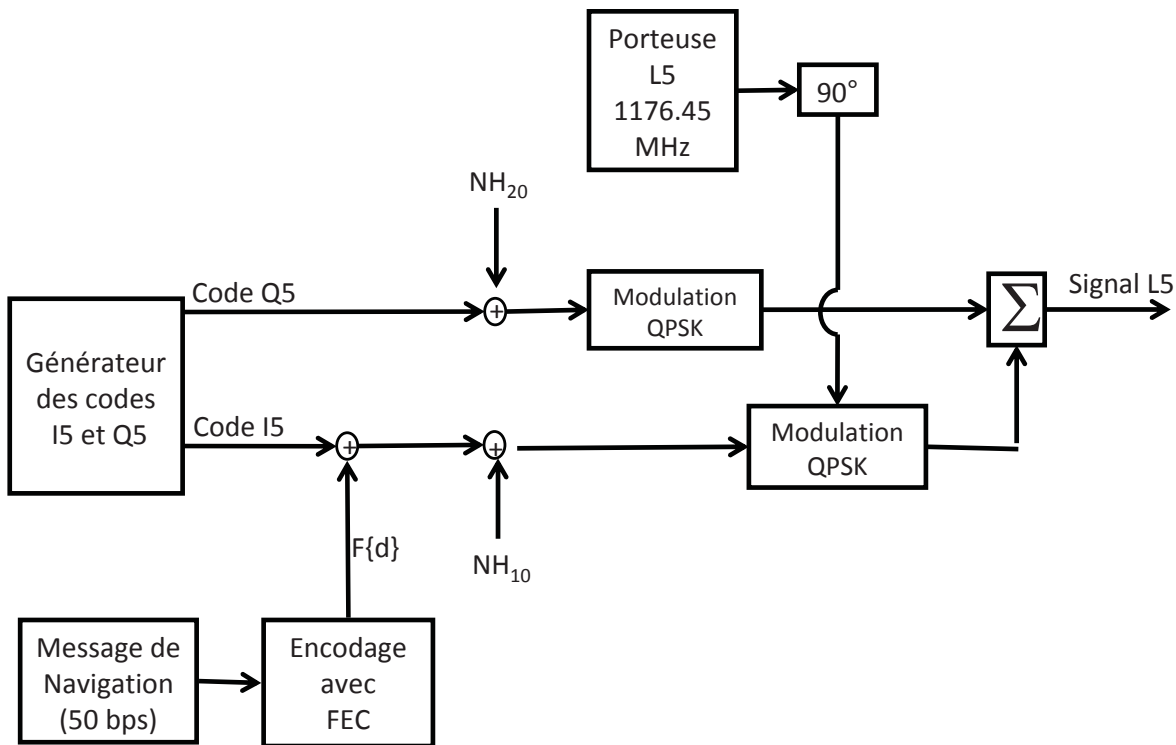 Porteuse
L5
1176.45
MHz
90°
NH₂₀
Code Q5
+
Modulation
QPSK
Σ
Signal L5
Générateur
des codes
I5 et Q5
Code I5
+
+
Modulation
QPSK
F{d}
NH₁₀
Message de
Navigation
(50 bps)
Encodage
avec
FEC